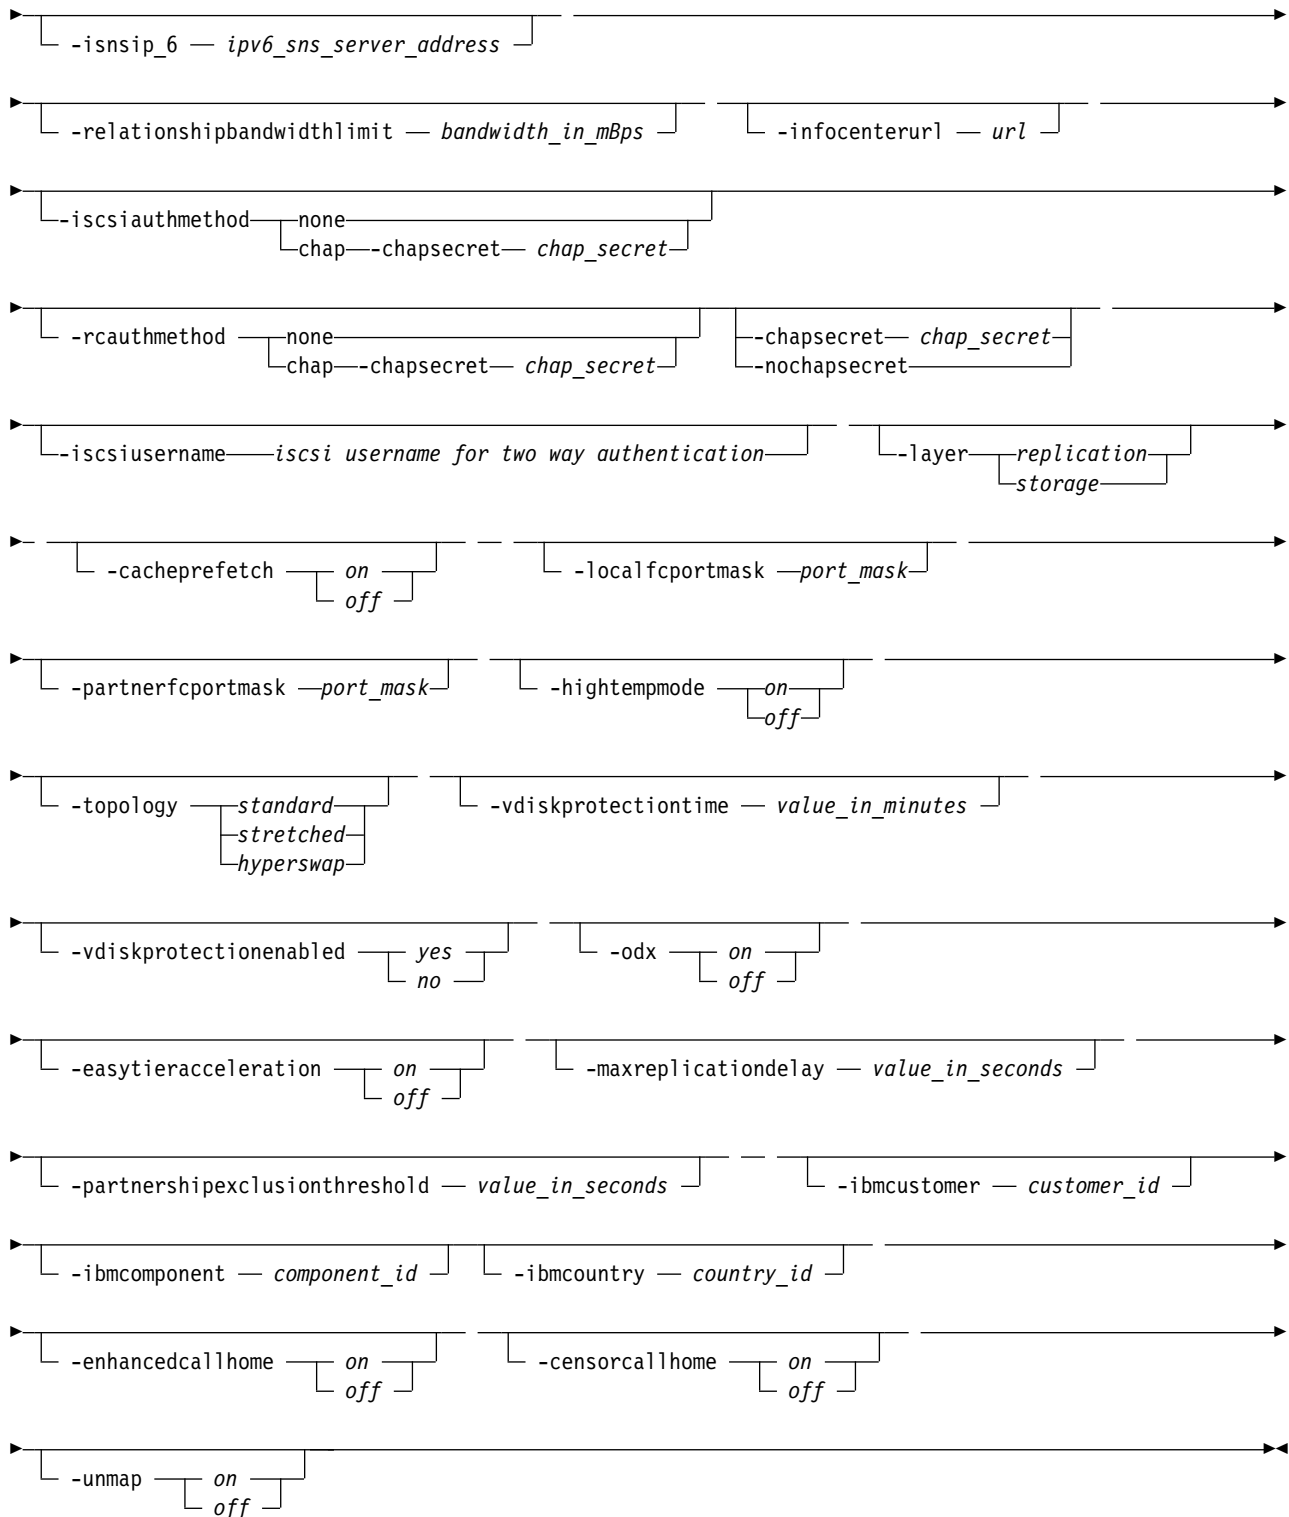 -isnsip_6 — ipv6_sns_server_address
-relationshipbandwidthlimit — bandwidth_in_mBps -infocenterurl — url
-iscsiauthmethod none
chap -chapsecret chap_secret
-rcauthmethod none -chapsecret chap_secret
chap -chapsecret chap_secret -nochapsecret
-iscsiusername iscsi username for two way authentication -layer replication
storage
-cacheprefetch on -localfcportmask port_mask
off
-partnerfcportmask port_mask -hightempmode on
off
-topology standard -vdiskprotectiontime value_in_minutes
stretched
hyperswap
-vdiskprotectionenabled yes -odx on
no off
-easytieracceleration on -maxreplicationdelay value_in_seconds
off
-partnershipexclusionthreshold value_in_seconds -ibmcustomer customer_id
-ibmcomponent component_id -ibmcountry country_id
-enhancedcallhome on -censorcallhome on
off off
-unmap on
off